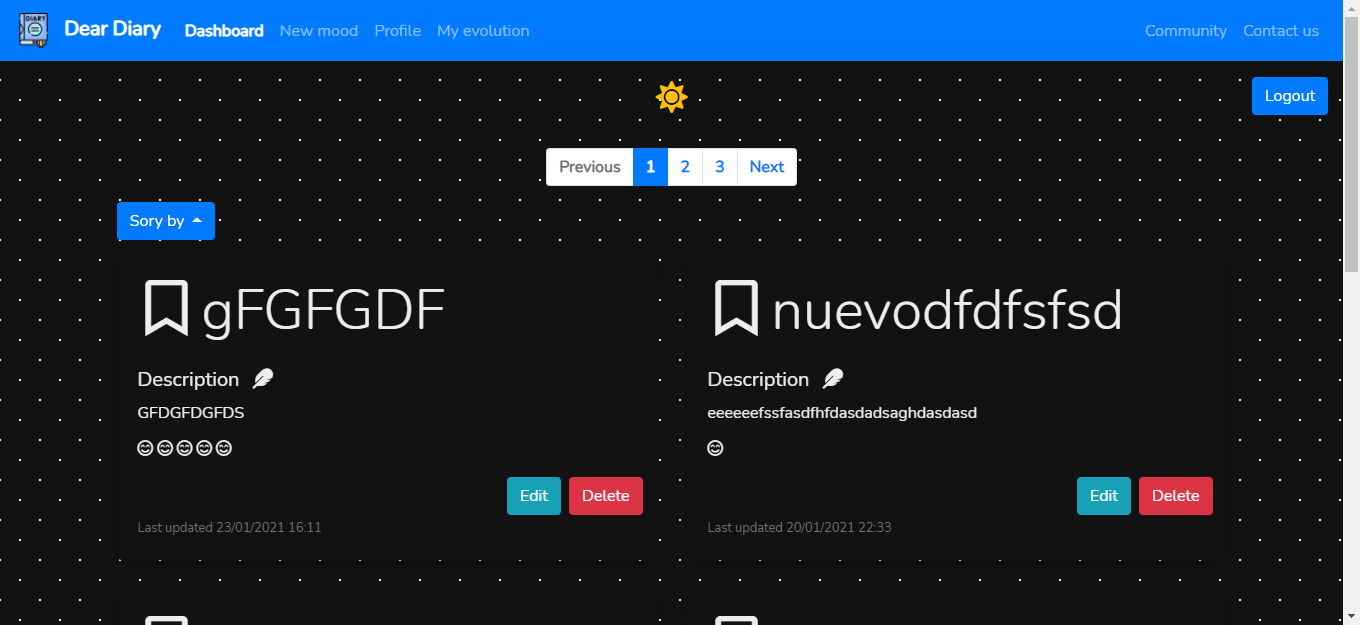 DIARY
Dear Diary Dashboard New mood Profile My evolution Community Contact us
Logout
Previous 1 2 3 Next
Sory by
gFGFGDF
Description
GFDGFDGFDS
Edit Delete
Last updated 23/01/2021 16:11
nuevodfdfsfsd
Description
eeeeeefssfasdfhfdasdadsaghdasdasd
Edit Delete
Last updated 20/01/2021 22:33